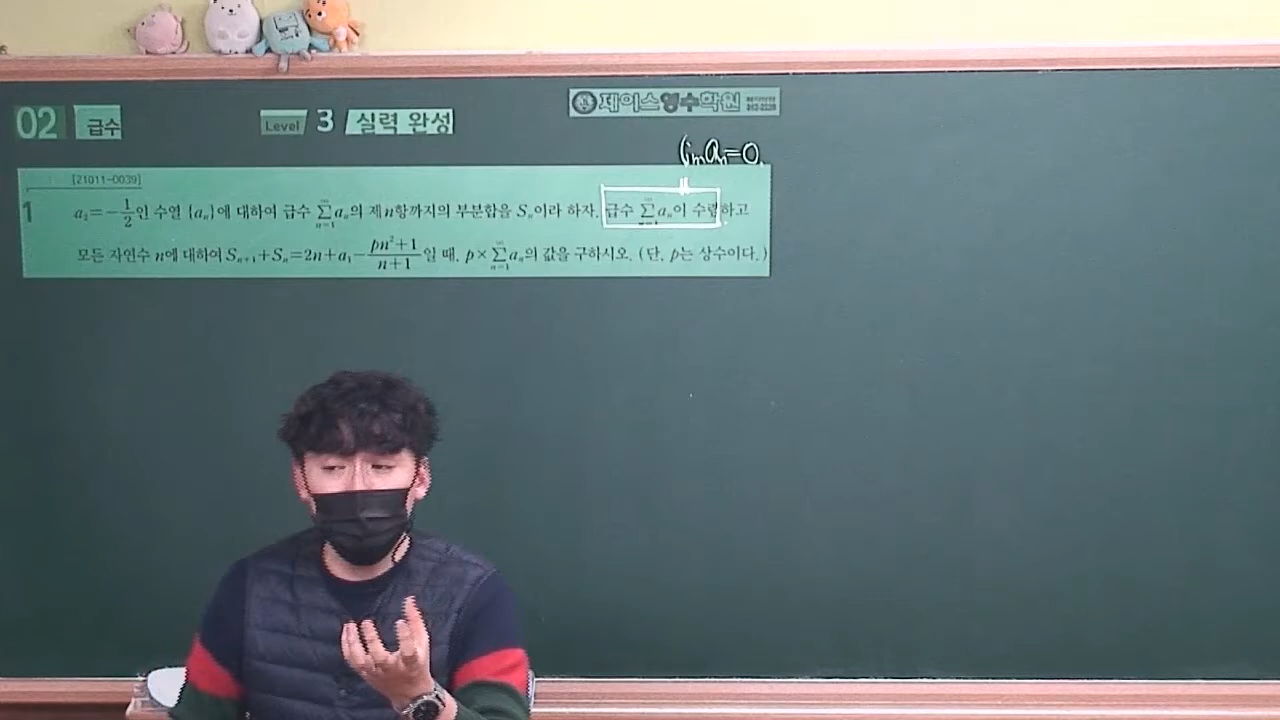 02 급수
Level 3 실력 완성
제이스영수학원
lim aₙ=0.
[21011-0039]
1 a₂=-1/2인 수열 {aₙ}에 대하여 급수 ∑(n=1→∞) aₙ의 제n항까지의 부분합을 Sₙ이라 하자. 급수 ∑(n=1→∞) aₙ이 수렴하고
모든 자연수 n에 대하여 Sₙ₊₁+Sₙ=2n+a₁-(pn²+1)/(n+1)일 때, p×∑(n=1→∞) aₙ의 값을 구하시오. (단, p는 상수이다.)